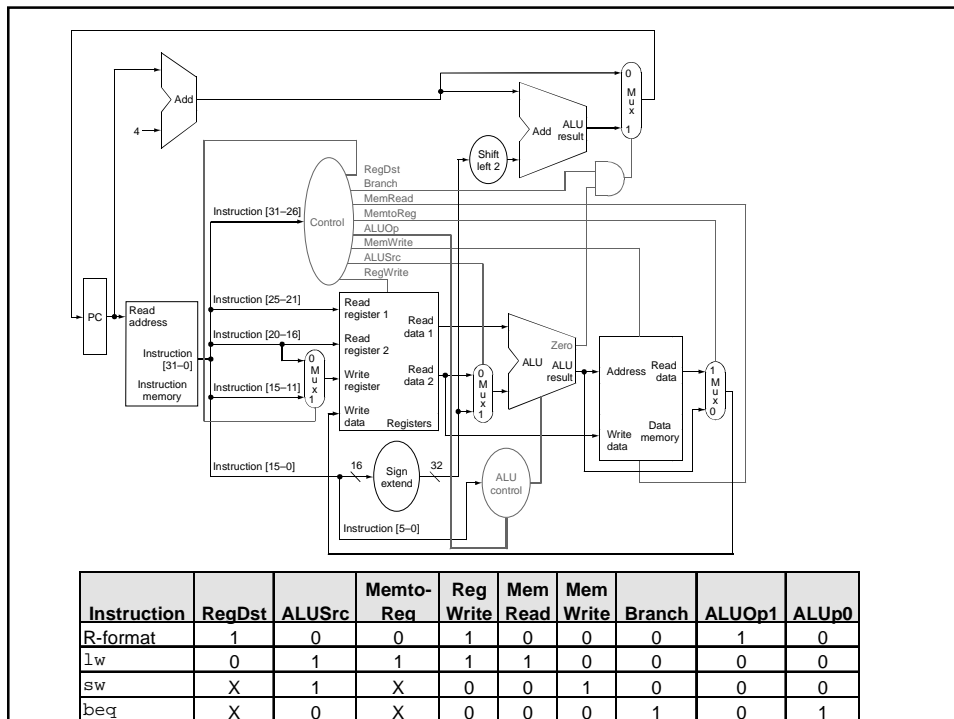 0
M
u
x
1
Add
4
Add
ALU
result
Shift
left 2
RegDst
Branch
MemRead
MemtoReg
ALUOp
MemWrite
ALUSrc
RegWrite
Control
Instruction [31–26]
PC
Read
address
Instruction
[31–0]
Instruction
memory
Instruction [25–21]
Instruction [20–16]
Instruction [15–11]
0
M
u
x
1
Read
register 1
Read
register 2
Write
register
Write
data
Read
data 1
Read
data 2
Registers
0
M
u
x
1
Zero
ALU
ALU
result
Address
Read
data
Write
data
Data
memory
1
M
u
x
0
Instruction [15–0]
16
Sign
extend
32
ALU
control
Instruction [5–0]
Instruction RegDst ALUSrc Memto-Reg Reg Write Mem Read Mem Write Branch ALUOp1 ALUp0
R-format 1 0 0 1 0 0 0 1 0
lw 0 1 1 1 1 0 0 0 0
sw X 1 X 0 0 1 0 0 0
beq X 0 X 0 0 0 1 0 1